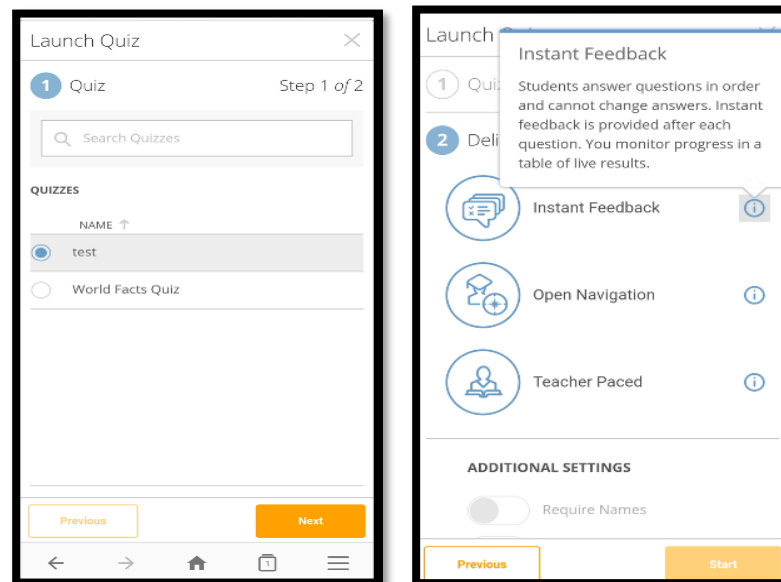 Launch Quiz
1 Quiz Step 1 of 2
Search Quizzes
QUIZZES
NAME
test
World Facts Quiz
Previous Next
1
Launch
Instant Feedback
Students answer questions in order
and cannot change answers. Instant
feedback is provided after each
question. You monitor progress in a
table of live results.
1 Qui
2 Deli
Instant Feedback
Open Navigation
Teacher Paced
ADDITIONAL SETTINGS
Require Names
Previous Start